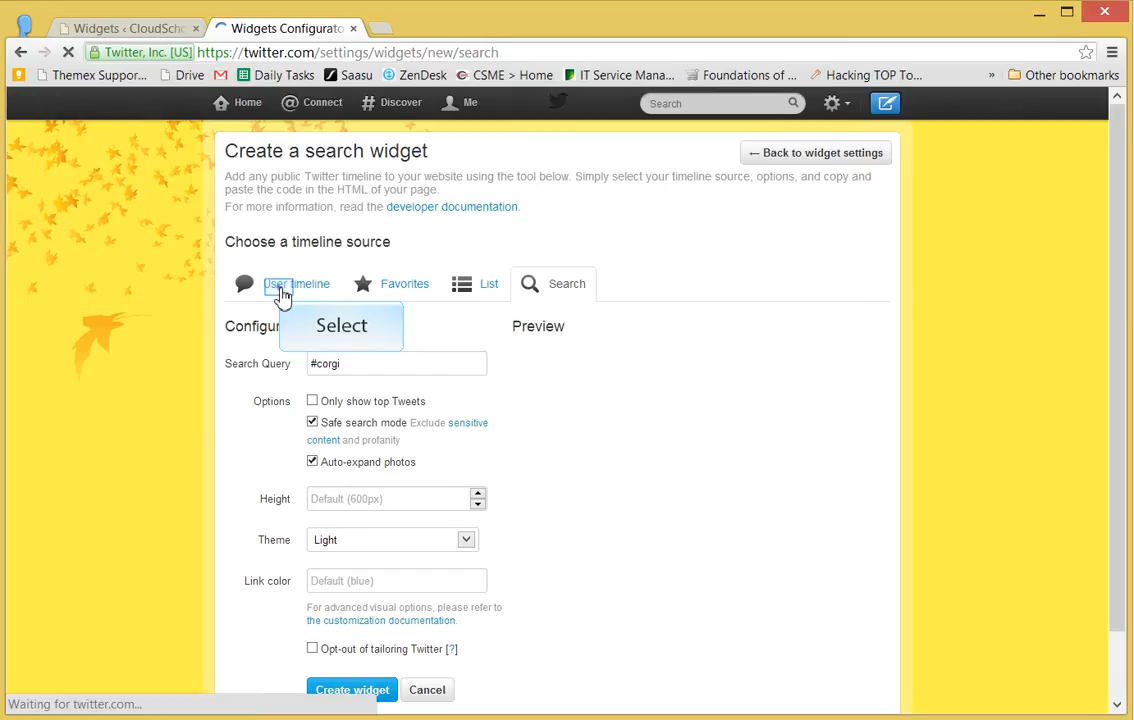 Widgets ‹ CloudSch
Widgets Configurato
Twitter, Inc. [US] https://twitter.com/settings/widgets/new/search
Themex Suppor... Drive Daily Tasks Saasu ZenDesk CSME > Home IT Service Mana... Foundations of ... Hacking TOP To... » Other bookmarks
Home @ Connect # Discover Me Search
Create a search widget
← Back to widget settings
Add any public Twitter timeline to your website using the tool below. Simply select your timeline source, options, and copy and
paste the code in the HTML of your page.
For more information, read the developer documentation.
Choose a timeline source
User timeline Favorites List Search
Select
Configur
Preview
Search Query #corgi
Options Only show top Tweets
Safe search mode Exclude sensitive
content and profanity
Auto-expand photos
Height Default (600px)
Theme Light
Link color Default (blue)
For advanced visual options, please refer to
the customization documentation.
Opt-out of tailoring Twitter [?]
Create widget Cancel
Waiting for twitter.com...